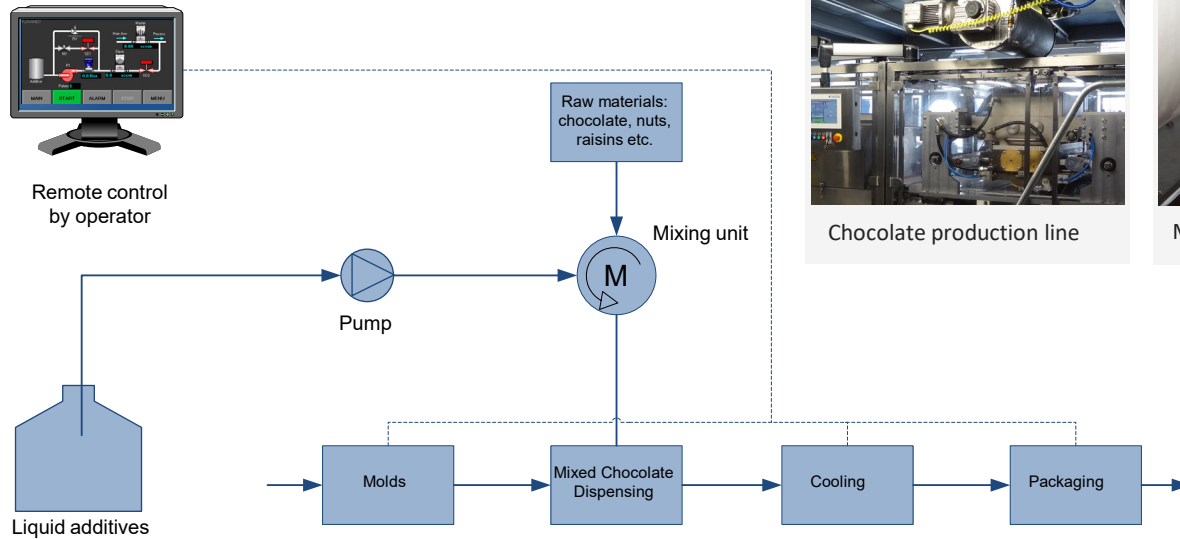 MAIN
START
ALARM
STOP
MENU
Remote control
by operator
Raw materials:
chocolate, nuts,
raisins etc.
Mixing unit
M
Pump
Chocolate production line
M
Liquid additives
Molds
Mixed Chocolate
Dispensing
Cooling
Packaging